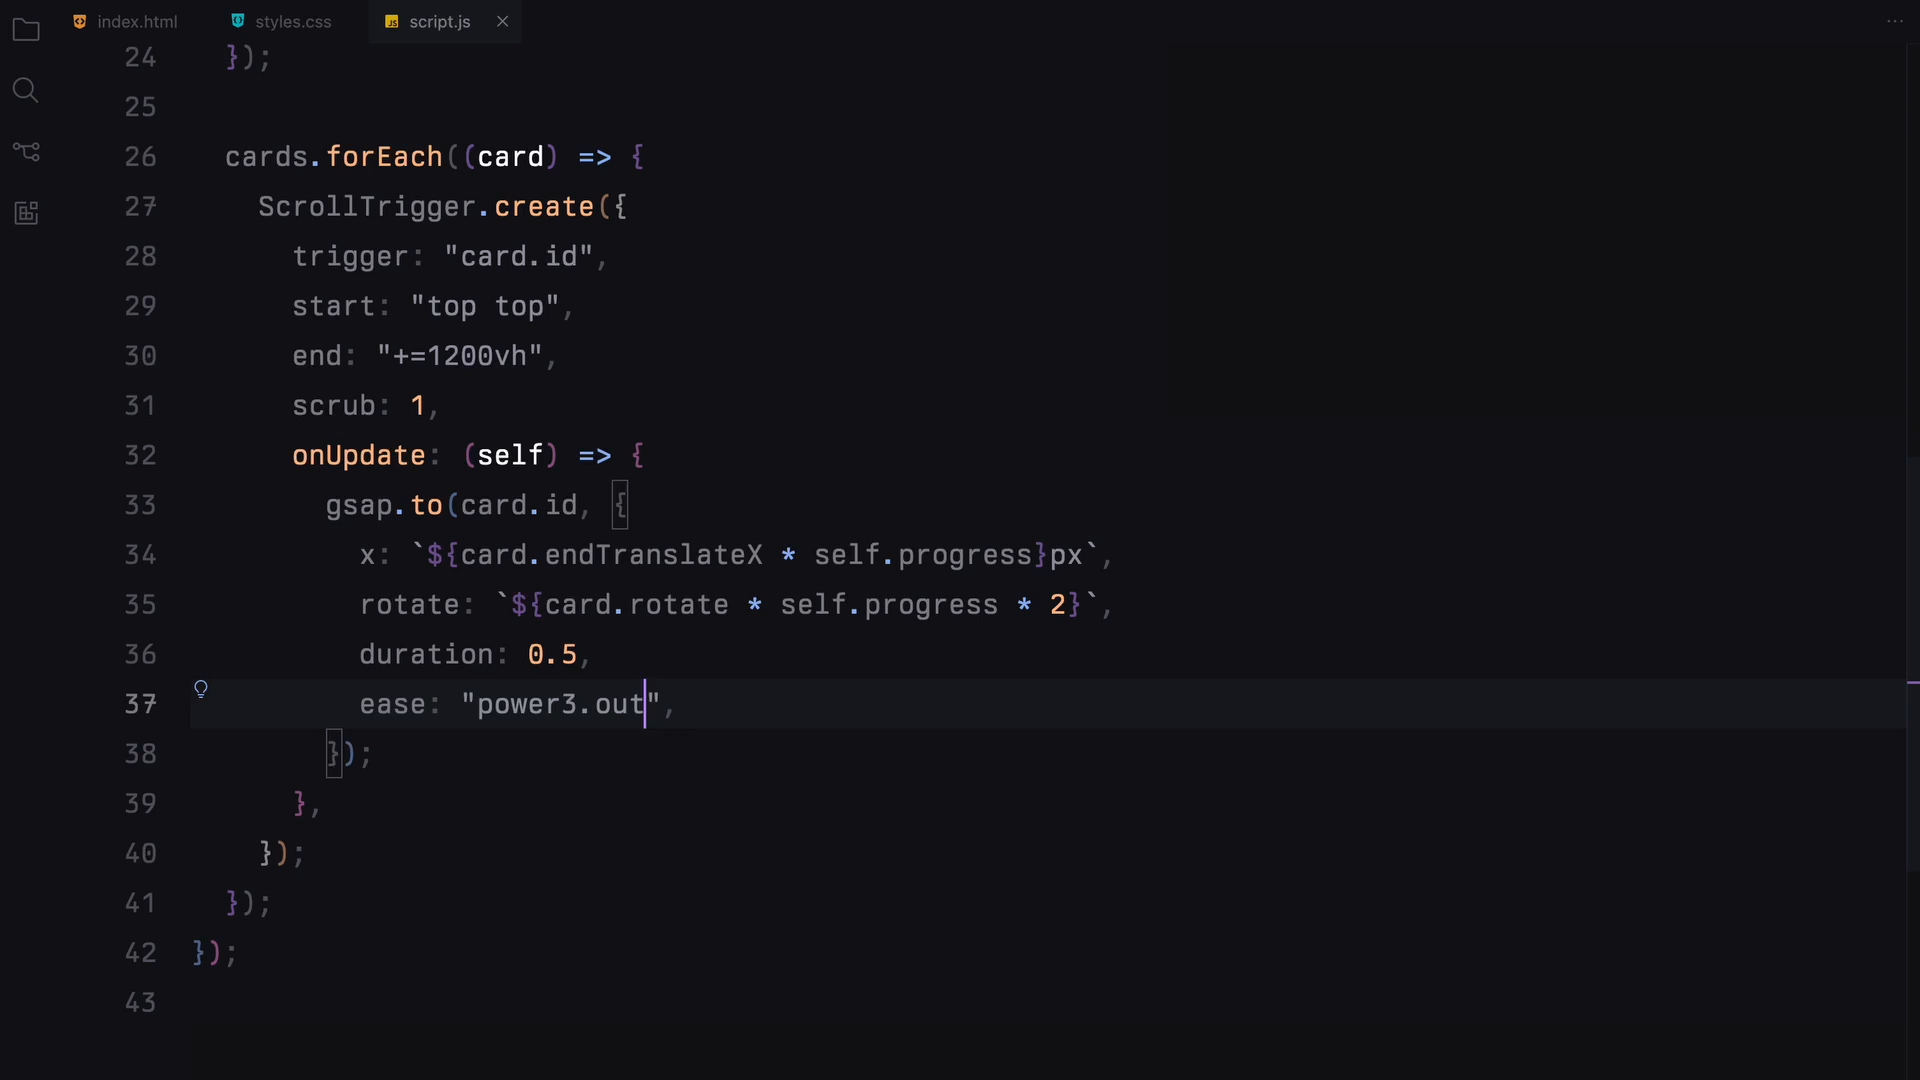 index.html styles.css JS script.js
24 });
25
26 cards.forEach((card) => {
27 ScrollTrigger.create({
28 trigger: "card.id",
29 start: "top top",
30 end: "+=1200vh",
31 scrub: 1,
32 onUpdate: (self) => {
33 gsap.to(card.id, {
34 x: `${card.endTranslateX * self.progress}px`,
35 rotate: `${card.rotate * self.progress * 2}`,
36 duration: 0.5,
37 ease: "power3.out",
38 });
39 },
40 });
41 });
42 });
43